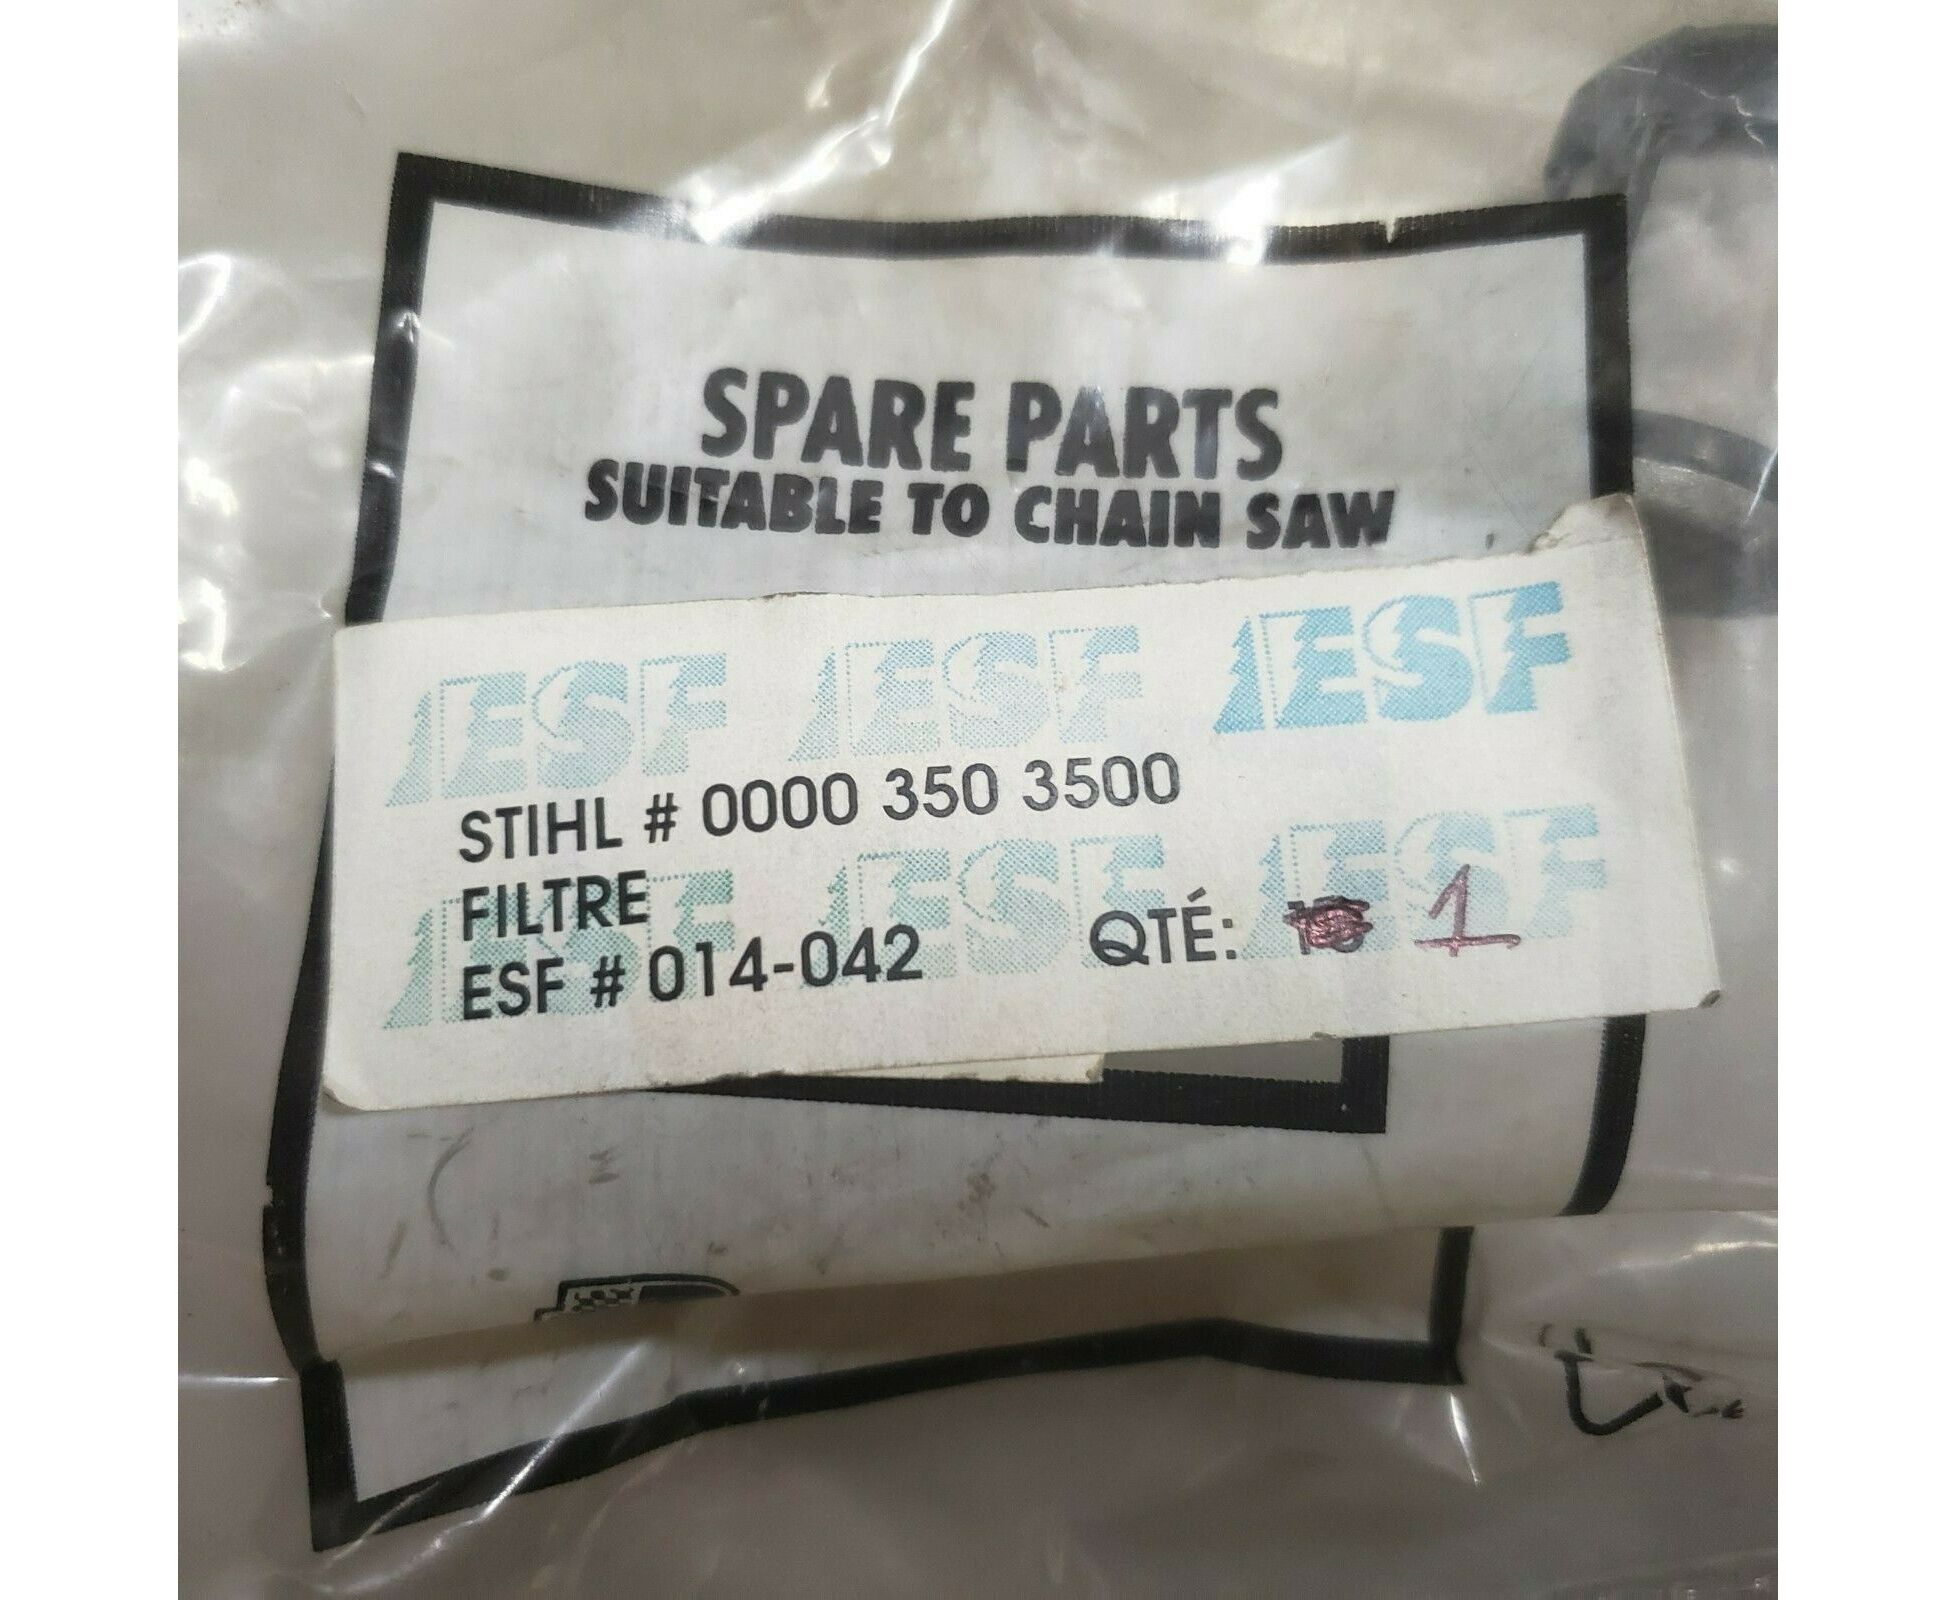 SPARE PARTS
SUITABLE TO CHAIN SAW
ESF ESF ESF
STIHL # 0000 350 3500
ESF ESF ESF
FILTRE
ESF # 014-042 QTÉ: 1